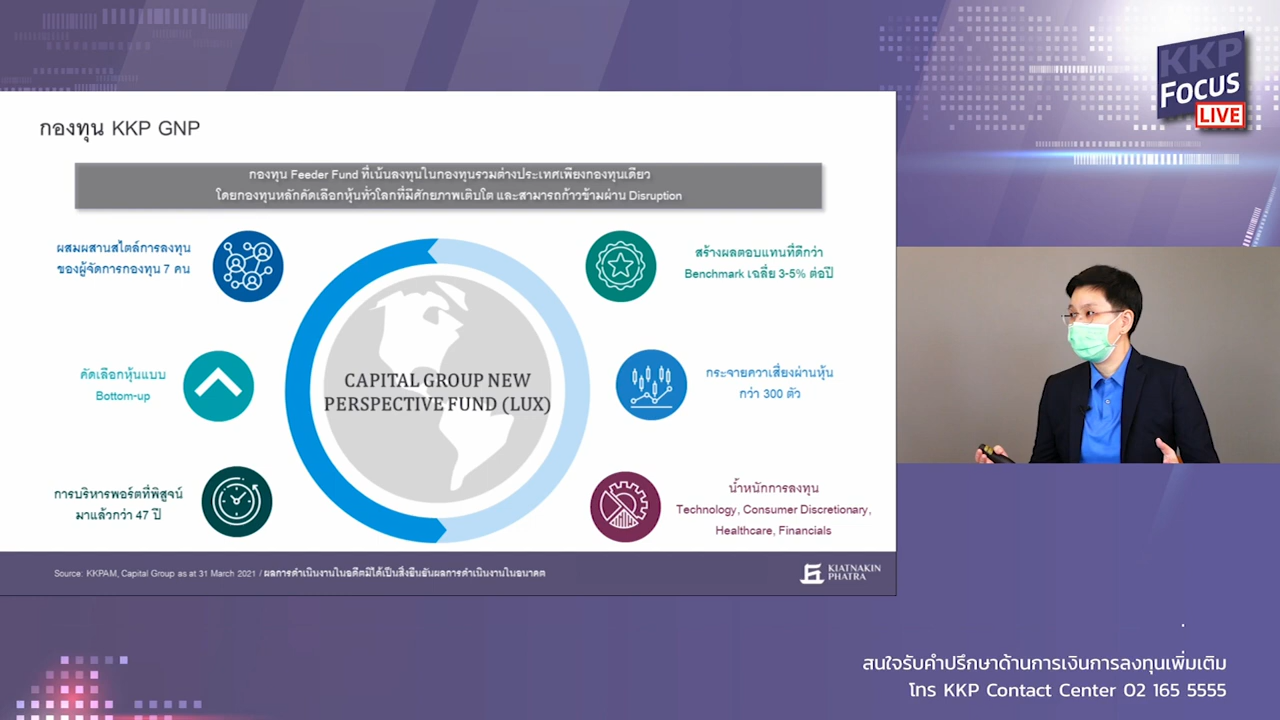 KKP
FOCUS
LIVE
กองทุน KKP GNP
กองทุน Feeder Fund ที่เน้นลงทุนในกองทุนรวมต่างประเทศเพียงกองทุนเดียว
โดยกองทุนหลักคัดเลือกหุ้นทั่วโลกที่มีศักยภาพเติบโต และสามารถก้าวข้ามผ่าน Disruption
ผสมผสานสไตล์การลงทุน
ของผู้จัดการกองทุน 7 คน
คัดเลือกหุ้นแบบ
Bottom-up
การบริหารพอร์ตที่พิสูจน์
มาแล้วกว่า 47 ปี
CAPITAL GROUP NEW
PERSPECTIVE FUND (LUX)
สร้างผลตอบแทนที่ดีกว่า
Benchmark เฉลี่ย 3-5% ต่อปี
กระจายความเสี่ยงผ่านหุ้น
กว่า 300 ตัว
น้ำหนักการลงทุน
Technology, Consumer Discretionary,
Healthcare, Financials
Source: KKPAM, Capital Group as at 31 March 2021 / ผลการดำเนินงานในอดีตมิได้เป็นสิ่งยืนยันผลการดำเนินงานในอนาคต
KIATNAKIN
PHATRA
สนใจรับคำปรึกษาด้านการเงินการลงทุนเพิ่มเติม
โทร KKP Contact Center 02 165 5555